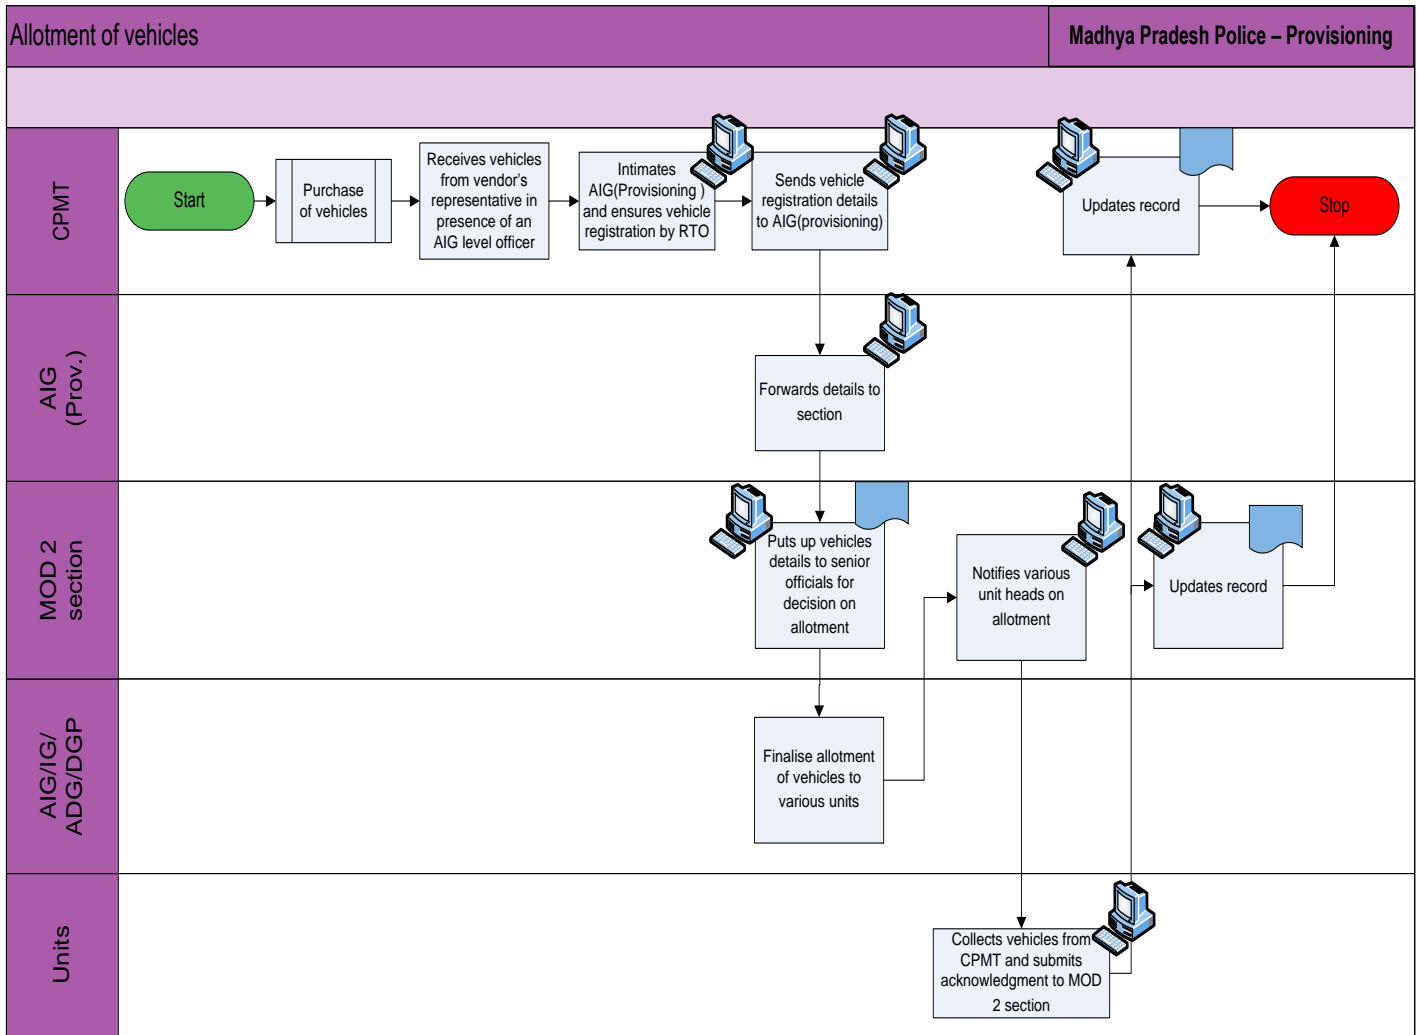 Allotment of vehicles
Madhya Pradesh Police – Provisioning
CPMT
Start
Purchase
of vehicles
Receives vehicles
from vendor's
representative in
presence of an
AIG level officer
Intimates
AIG(Provisioning )
and ensures vehicle
registration by RTO
Sends vehicle
registration details
to AIG(provisioning)
Updates record
Stop
AIG
(Prov.)
Forwards details to
section
MOD 2
section
Puts up vehicles
details to senior
officials for
decision on
allotment
Notifies various
unit heads on
allotment
Updates record
AIG/IG/
ADG/DGP
Finalise allotment
of vehicles to
various units
Units
Collects vehicles from
CPMT and submits
acknowledgment to MOD
2 section